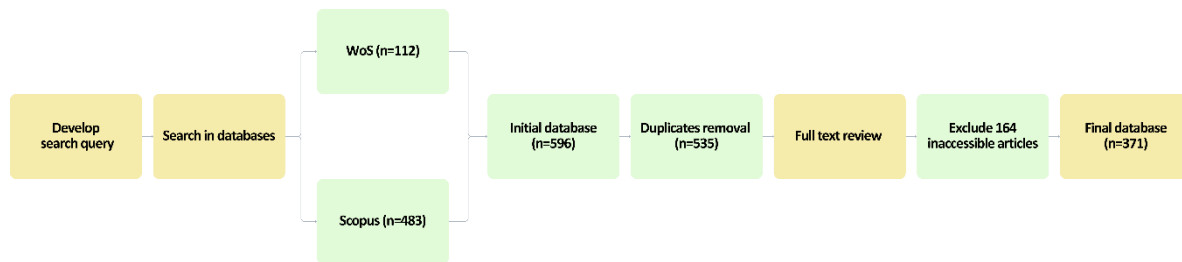 Develop
search query
Search in databases
WoS (n=112)
Scopus (n=483)
Initial database
(n=596)
Duplicates removal
(n=535)
Full text review
Exclude 164
inaccessible articles
Final database
(n=371)